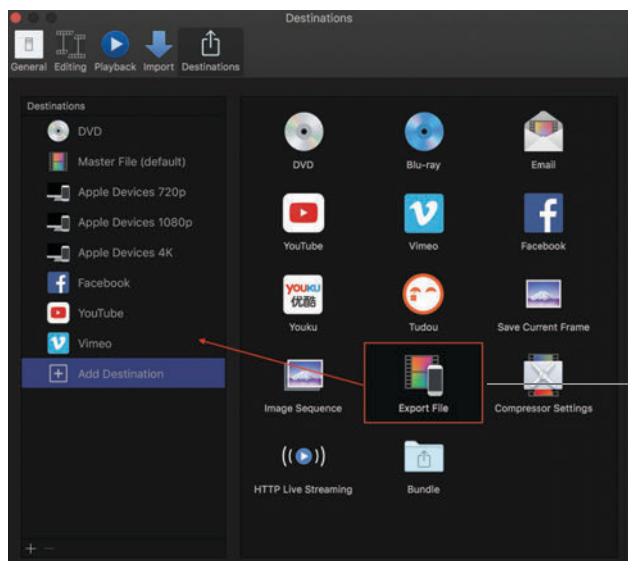 Destinations
General Editing Playback Import Destinations
Destinations
DVD
Master File (default)
Apple Devices 720p
Apple Devices 1080p
Apple Devices 4K
Facebook
YouTube
Vimeo
Add Destination
DVD Blu-ray Email
YouTube Vimeo Facebook
YOUKU
优酷
Youku Tudou Save Current Frame
Image Sequence Export File Compressor Settings
HTTP Live Streaming Bundle